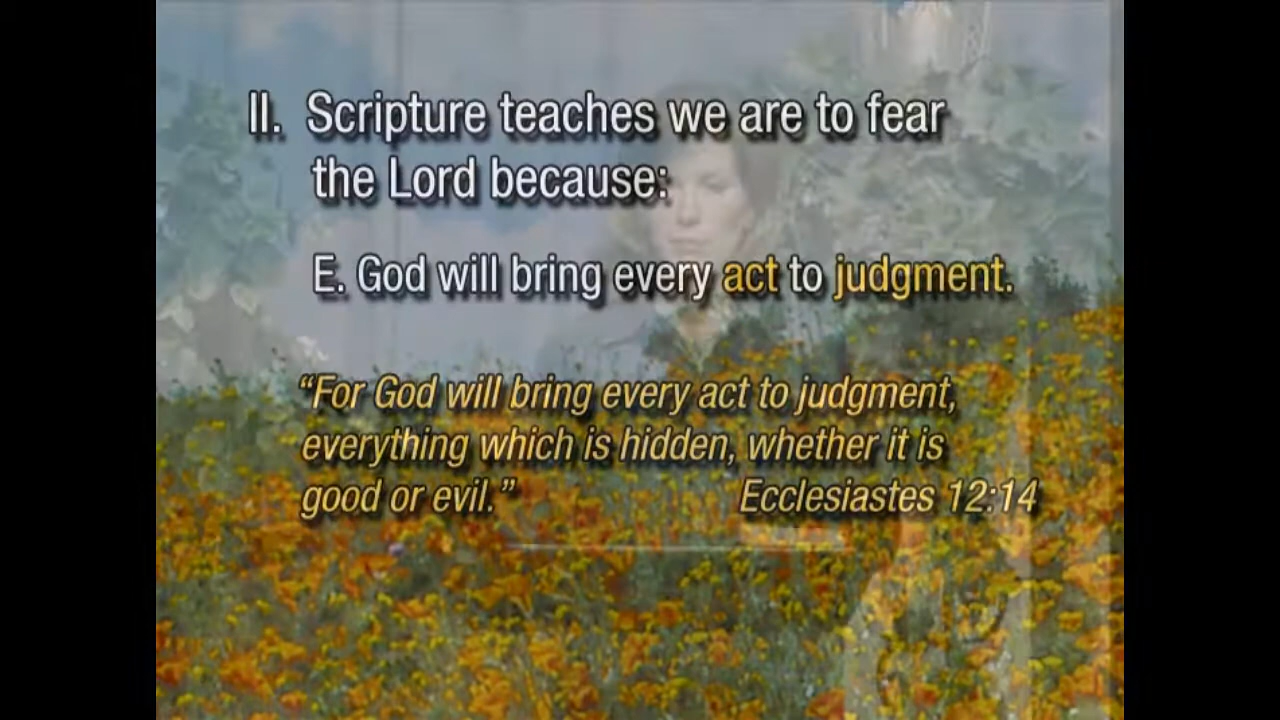 II. Scripture teaches we are to fear
the Lord because:
E. God will bring every act to judgment.
“For God will bring every act to judgment,
everything which is hidden, whether it is
good or evil.” Ecclesiastes 12:14